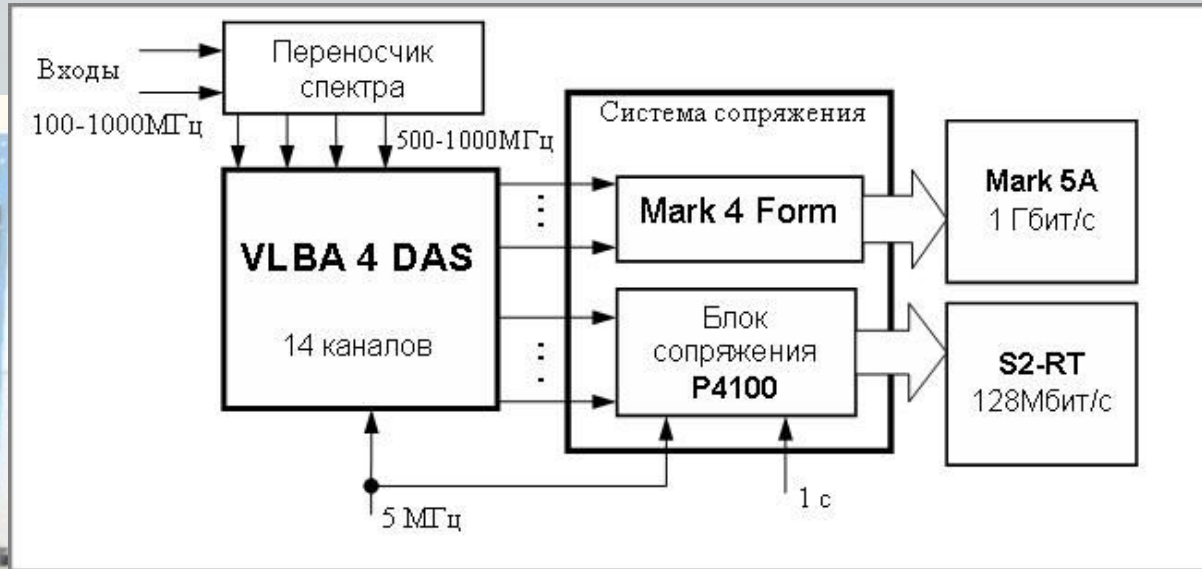 Переносчик
спектра
Входы
100-1000МГц
500-1000МГц
Система сопряжения
VLBA 4 DAS
14 каналов
Mark 4 Form
Mark 5A
1 Гбит/с
Блок
сопряжения
P4100
S2-RT
128Мбит/с
5 МГц
1 с